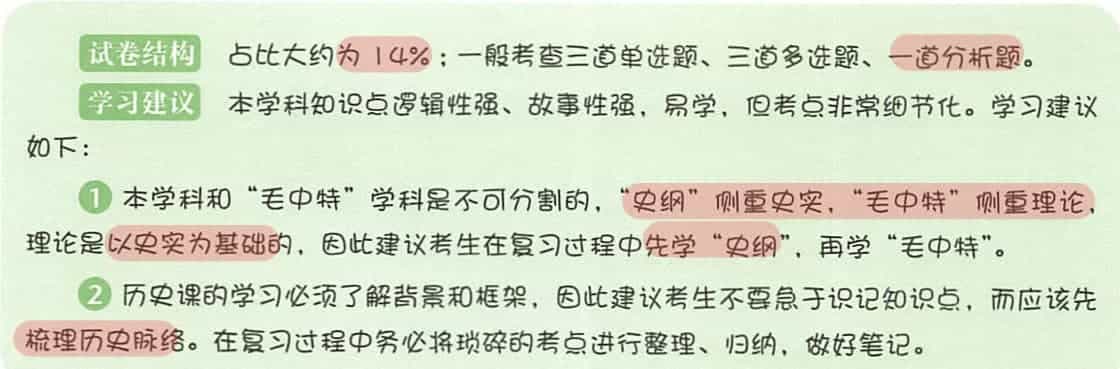 试卷结构 占比大约为 14%；一般考查三道单选题、三道多选题、一道分析题。
学习建议 本学科知识点逻辑性强、故事性强，易学，但考点非常细节化。学习建议
如下：
1 本学科和“毛中特”学科是不可分割的，“史纲”侧重史实，“毛中特”侧重理论，
理论是以史实为基础的，因此建议考生在复习过程中先学“史纲”，再学“毛中特”。
2 历史课的学习必须了解背景和框架，因此建议考生不要急于识记知识点，而应该先
梳理历史脉络。在复习过程中务必将琐碎的考点进行整理、归纳，做好笔记。